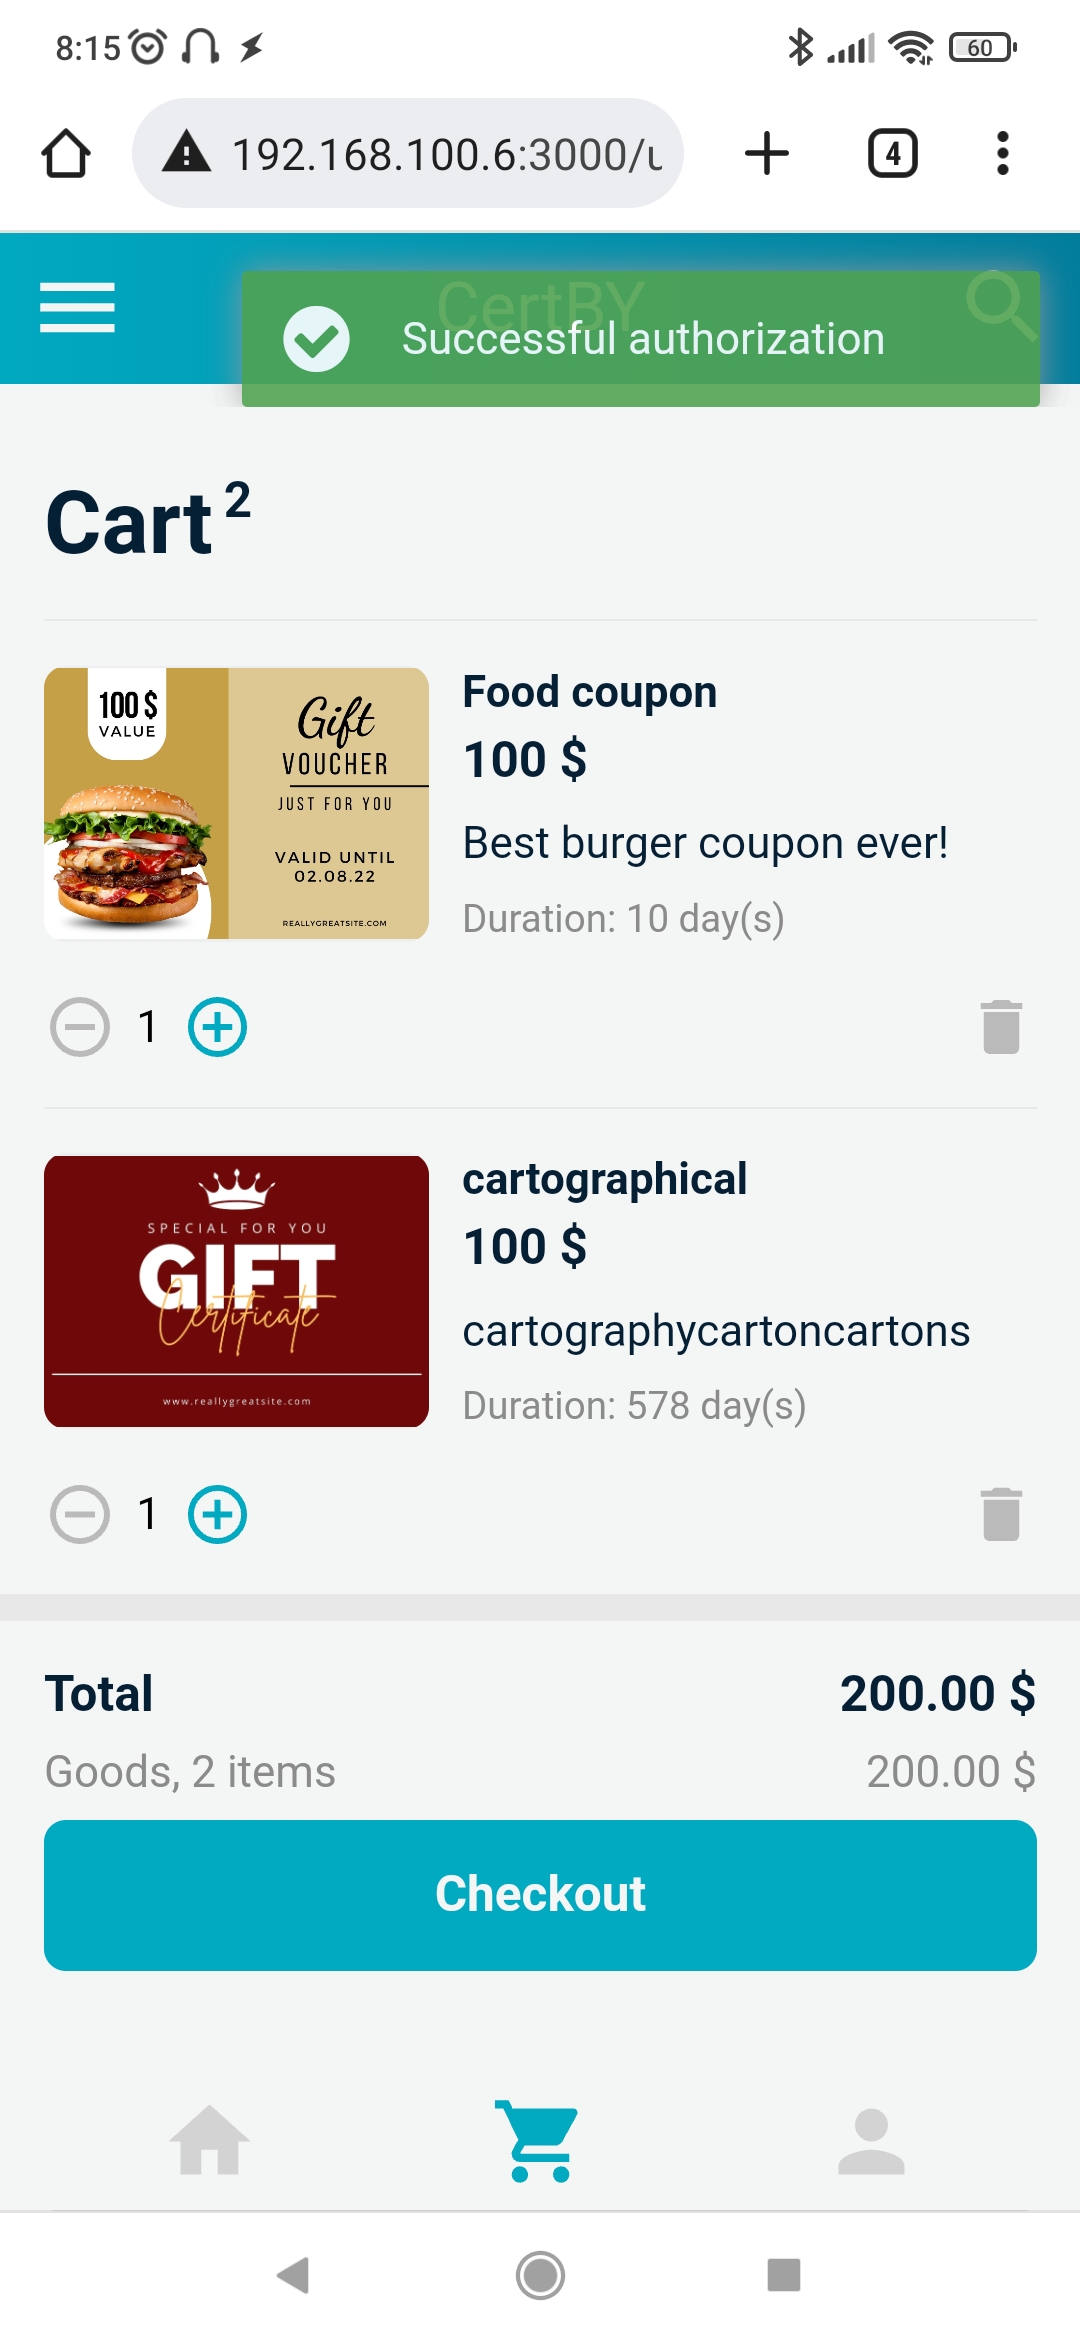 8:15
60
192.168.100.6:3000/u
4
CertBY
Successful authorization
Cart 2
100 $
VALUE
Gift
VOUCHER
JUST FOR YOU
VALID UNTIL
02.08.22
REALLYGREATSITE.COM
Food coupon
100 $
Best burger coupon ever!
Duration: 10 day(s)
1
SPECIAL FOR YOU
GIFT
Certificate
www.reallygreatsite.com
cartographical
100 $
cartographycartoncartons
Duration: 578 day(s)
1
Total 200.00 $
Goods, 2 items 200.00 $
Checkout